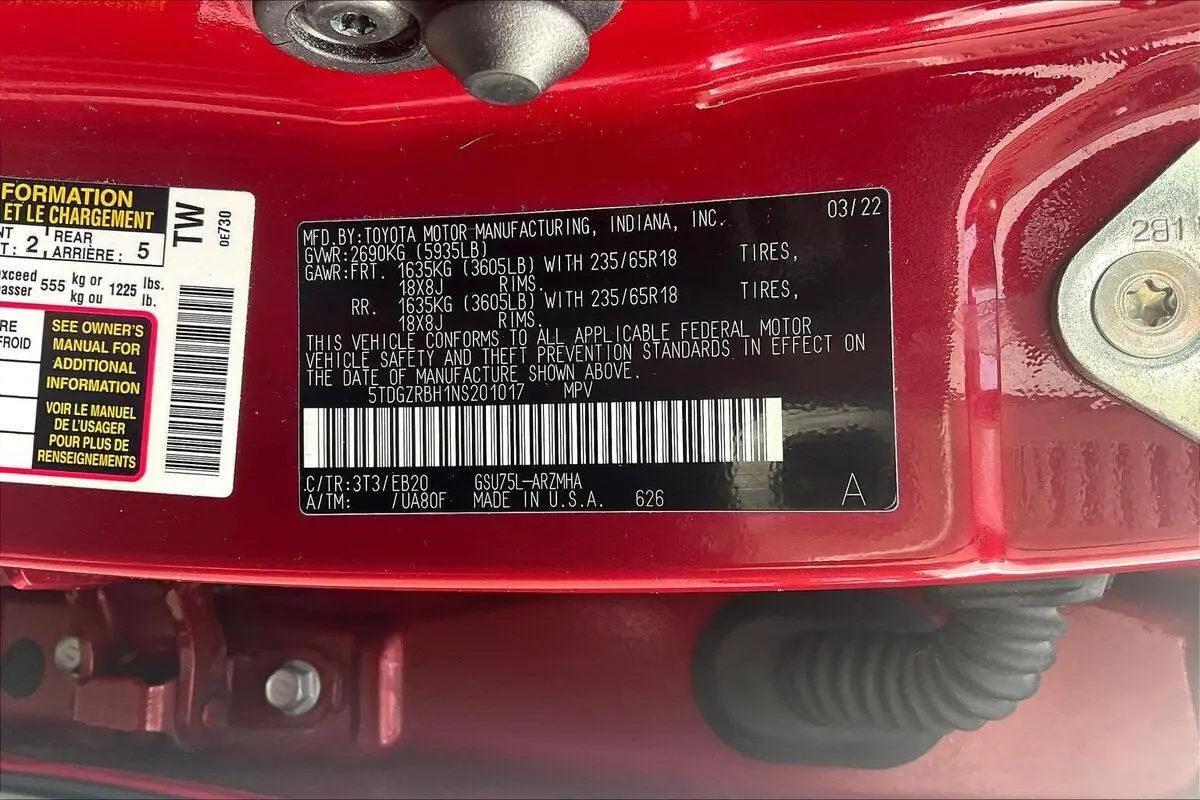 FORMATION
ET LE CHARGEMENT
NT
T: 2
REAR
ARRIÈRE: 5
exceed
asser 555 kg or
kg ou 1225 lbs.
lb.
RE
FROID
SEE OWNER'S
MANUAL FOR
ADDITIONAL
INFORMATION
VOIR LE MANUEL
DE L'USAGER
POUR PLUS DE
RENSEIGNEMENTS
TW
0E730
MFD.BY:TOYOTA MOTOR MANUFACTURING, INDIANA, INC. 03/22
GVWR:2690KG (5935LB)
GAWR:FRT. 1635KG (3605LB) WITH 235/65R18 TIRES,
18X8J RIMS.
RR. 1635KG (3605LB) WITH 235/65R18 TIRES,
18X8J RIMS.
THIS VEHICLE CONFORMS TO ALL APPLICABLE FEDERAL MOTOR
VEHICLE SAFETY AND THEFT PREVENTION STANDARDS IN EFFECT ON
THE DATE OF MANUFACTURE SHOWN ABOVE.
5TDGZRBH1NS201017 MPV
C/TR:3T3/EB20 GSU75L-ARZMHA
A/TM: /UA80F MADE IN U.S.A. 626 A
281